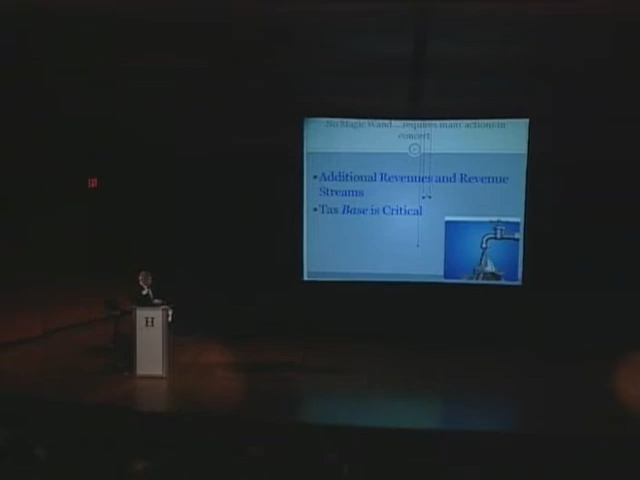 No Magic Wand ...requires many actions in
concert
•Additional Revenues and Revenue
Streams
•Tax Base is Critical
H